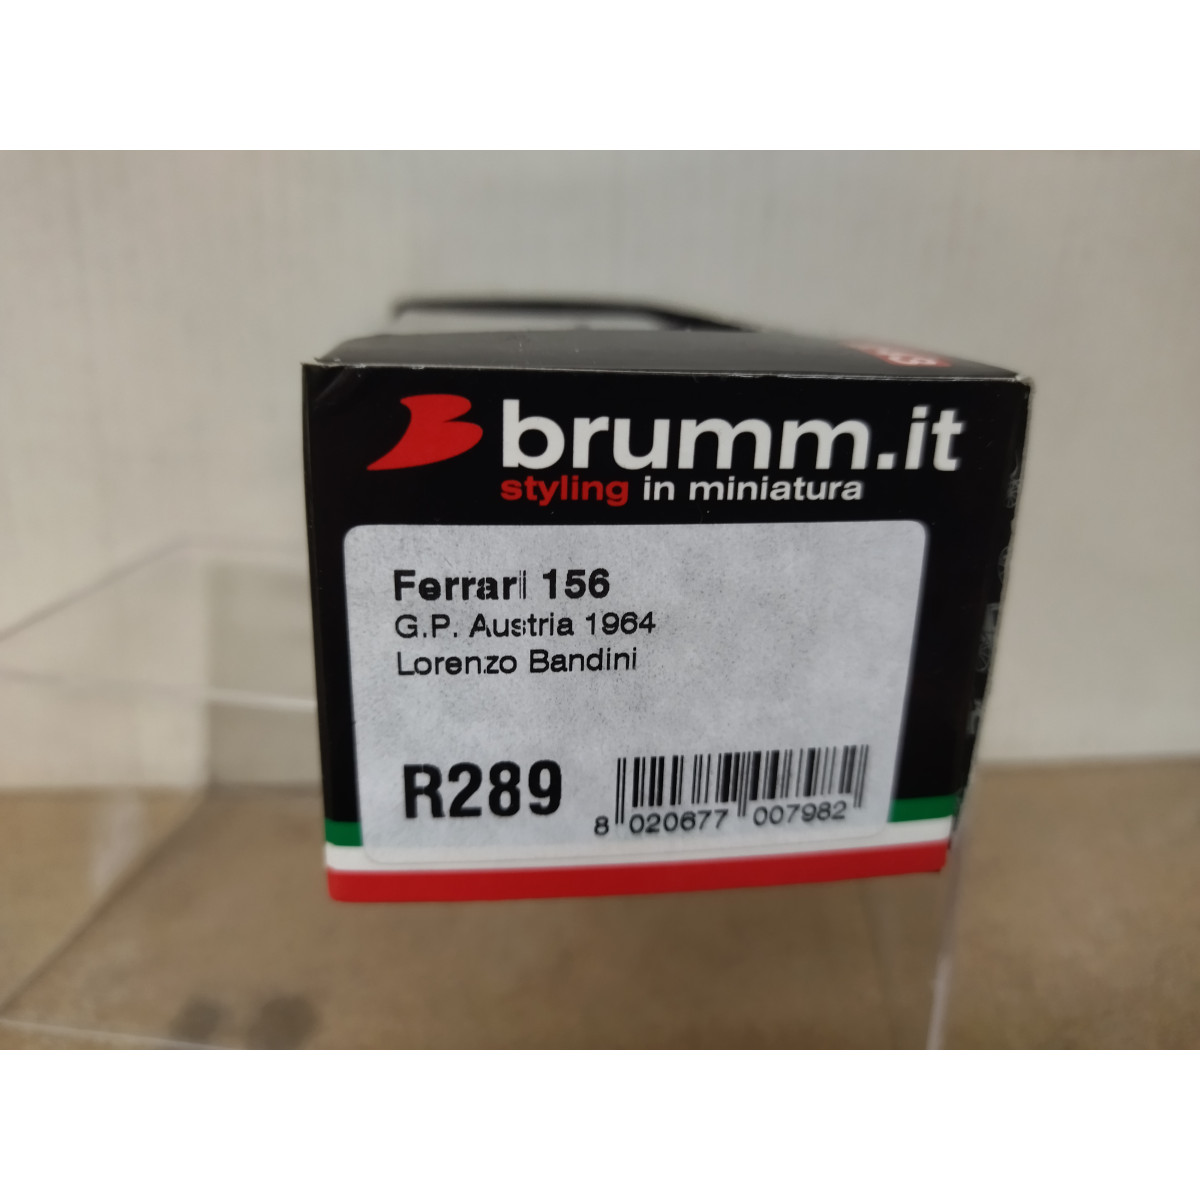 brumm.it
styling in miniatura
Ferrari 156
G.P. Austria 1964
Lorenzo Bandini
R289
8 020677 007982